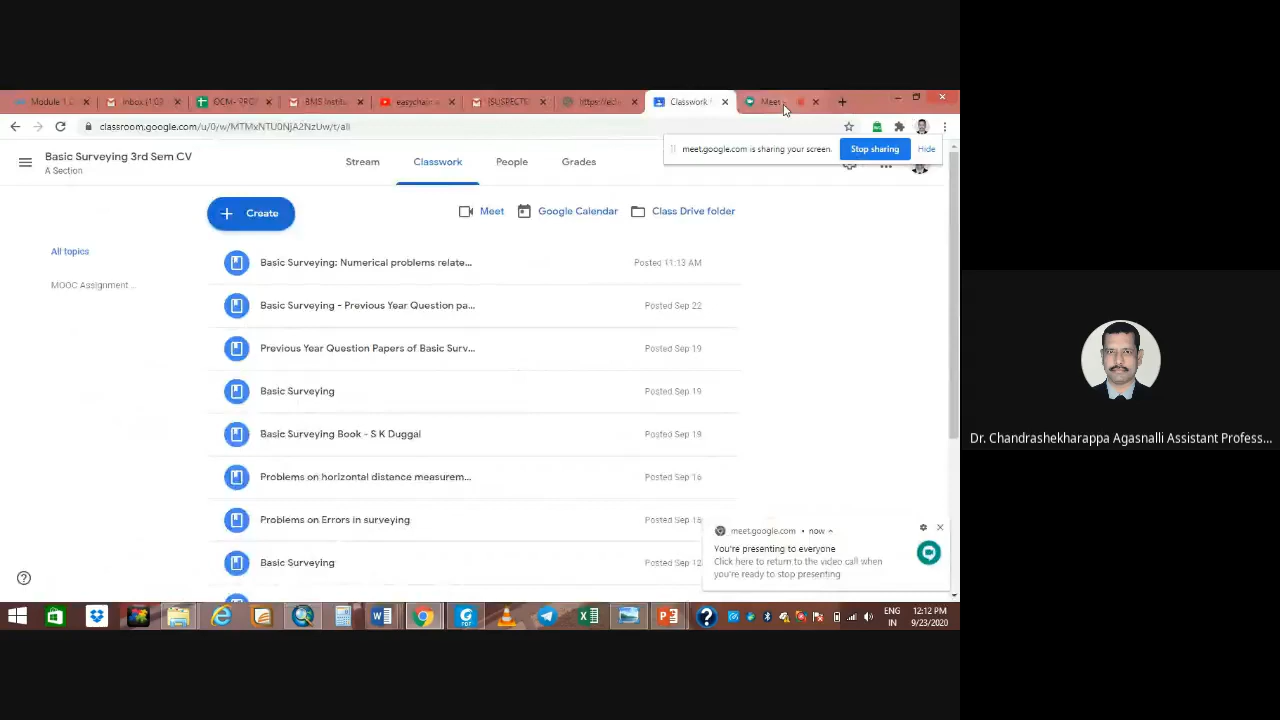 Module 1
Inbox (1,03
BMS Institu
easychair
[SUSPECTE
Classwork
Meet
classroom.google.com/u/0/w/MTMxNTU0NjA2NzUw/t/all
Basic Surveying 3rd Sem CV
A Section
Stream
Classwork
People
Grades
meet.google.com is sharing your screen.
Stop sharing
Hide
Create
Meet
Google Calendar
Class Drive folder
All topics
MOOC Assignment...
Basic Surveying: Numerical problems relate...
Posted 11:13 AM
Basic Surveying - Previous Year Question pa...
Posted Sep 22
Previous Year Question Papers of Basic Surv...
Posted Sep 19
Basic Surveying
Posted Sep 19
Basic Surveying Book - S K Duggal
Posted Sep 19
Problems on horizontal distance measurem...
Posted Sep 16
Problems on Errors in surveying
Posted Sep
Basic Surveying
Posted Sep 12
meet.google.com • now
You're presenting to everyone
Click here to return to the video call when
you're ready to stop presenting
ENG
IN
12:12 PM
9/23/2020
Dr. Chandrashekharappa Agasnalli Assistant Profess...